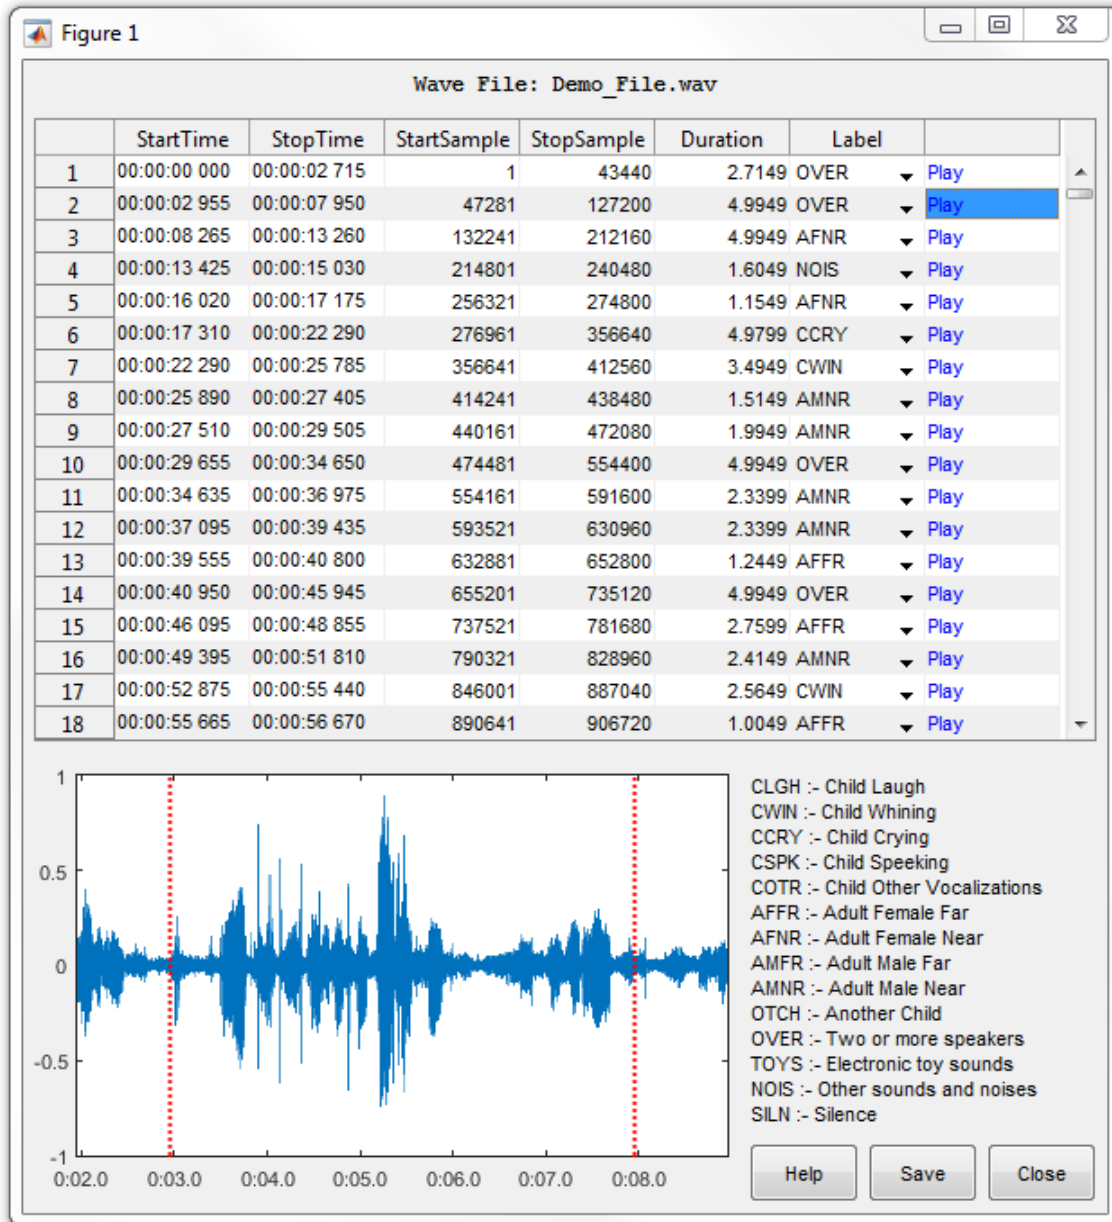 Figure 1
Wave File: Demo_File.wav
StartTime StopTime StartSample StopSample Duration Label
1 00:00:00 000 00:00:02 715 1 43440 2.7149 OVER Play
2 00:00:02 955 00:00:07 950 47281 127200 4.9949 OVER Play
3 00:00:08 265 00:00:13 260 132241 212160 4.9949 AFNR Play
4 00:00:13 425 00:00:15 030 214801 240480 1.6049 NOIS Play
5 00:00:16 020 00:00:17 175 256321 274800 1.1549 AFNR Play
6 00:00:17 310 00:00:22 290 276961 356640 4.9799 CCRY Play
7 00:00:22 290 00:00:25 785 356641 412560 3.4949 CWIN Play
8 00:00:25 890 00:00:27 405 414241 438480 1.5149 AMNR Play
9 00:00:27 510 00:00:29 505 440161 472080 1.9949 AMNR Play
10 00:00:29 655 00:00:34 650 474481 554400 4.9949 OVER Play
11 00:00:34 635 00:00:36 975 554161 591600 2.3399 AMNR Play
12 00:00:37 095 00:00:39 435 593521 630960 2.3399 AMNR Play
13 00:00:39 555 00:00:40 800 632881 652800 1.2449 AFFR Play
14 00:00:40 950 00:00:45 945 655201 735120 4.9949 OVER Play
15 00:00:46 095 00:00:48 855 737521 781680 2.7599 AFFR Play
16 00:00:49 395 00:00:51 810 790321 828960 2.4149 AMNR Play
17 00:00:52 875 00:00:55 440 846001 887040 2.5649 CWIN Play
18 00:00:55 665 00:00:56 670 890641 906720 1.0049 AFFR Play
1
0.5
0
-0.5
-1
0:02.0 0:03.0 0:04.0 0:05.0 0:06.0 0:07.0 0:08.0
CLGH :- Child Laugh
CWIN :- Child Whining
CCRY :- Child Crying
CSPK :- Child Speeking
COTR :- Child Other Vocalizations
AFFR :- Adult Female Far
AFNR :- Adult Female Near
AMFR :- Adult Male Far
AMNR :- Adult Male Near
OTCH :- Another Child
OVER :- Two or more speakers
TOYS :- Electronic toy sounds
NOIS :- Other sounds and noises
SILN :- Silence
Help Save Close